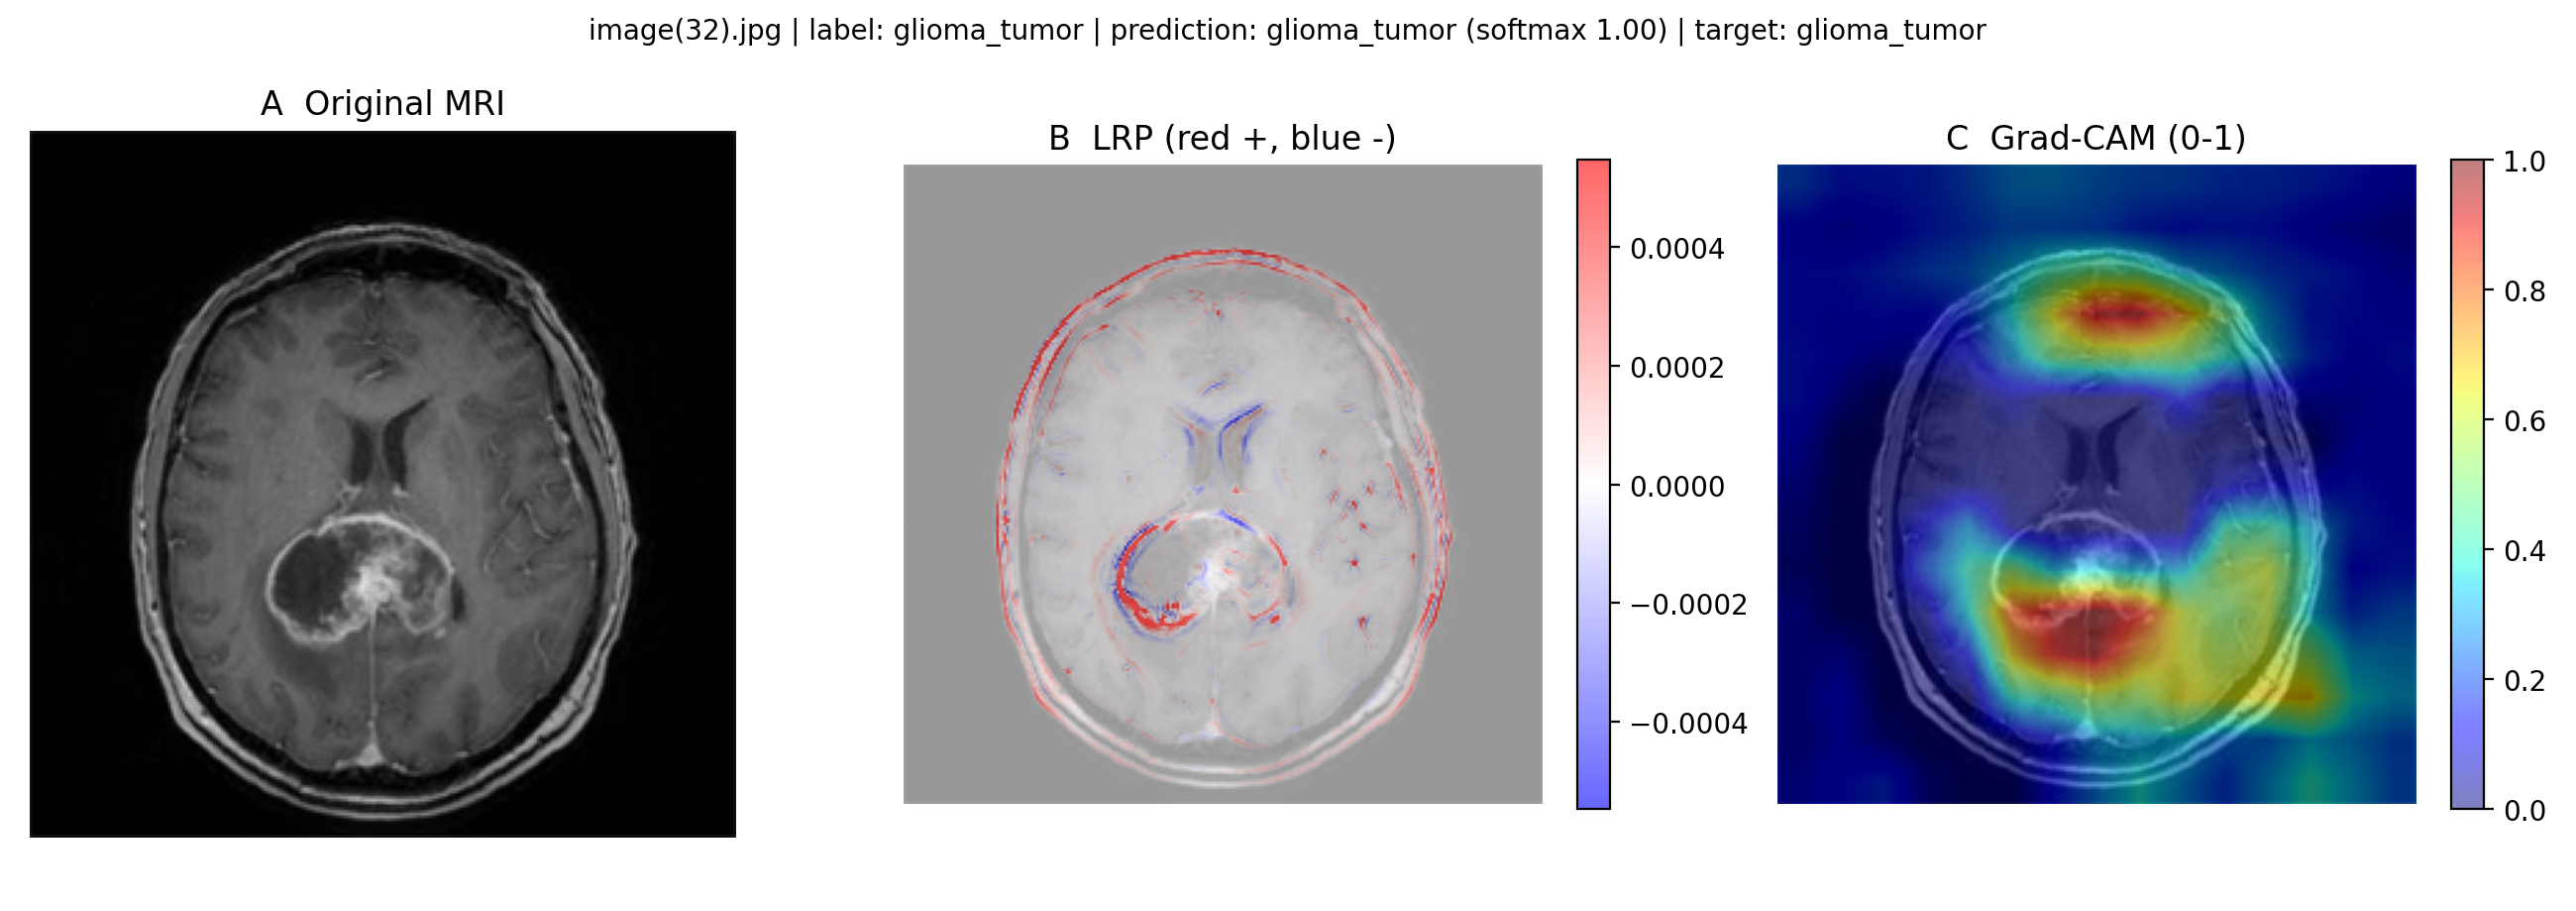 image(32).jpg | label: glioma_tumor | prediction: glioma_tumor (softmax 1.00) | target: glioma_tumor
A  Original MRI
B  LRP (red +, blue -)
0.0004
0.0002
0.0000
−0.0002
−0.0004
C  Grad-CAM (0-1)
1.0
0.8
0.6
0.4
0.2
0.0